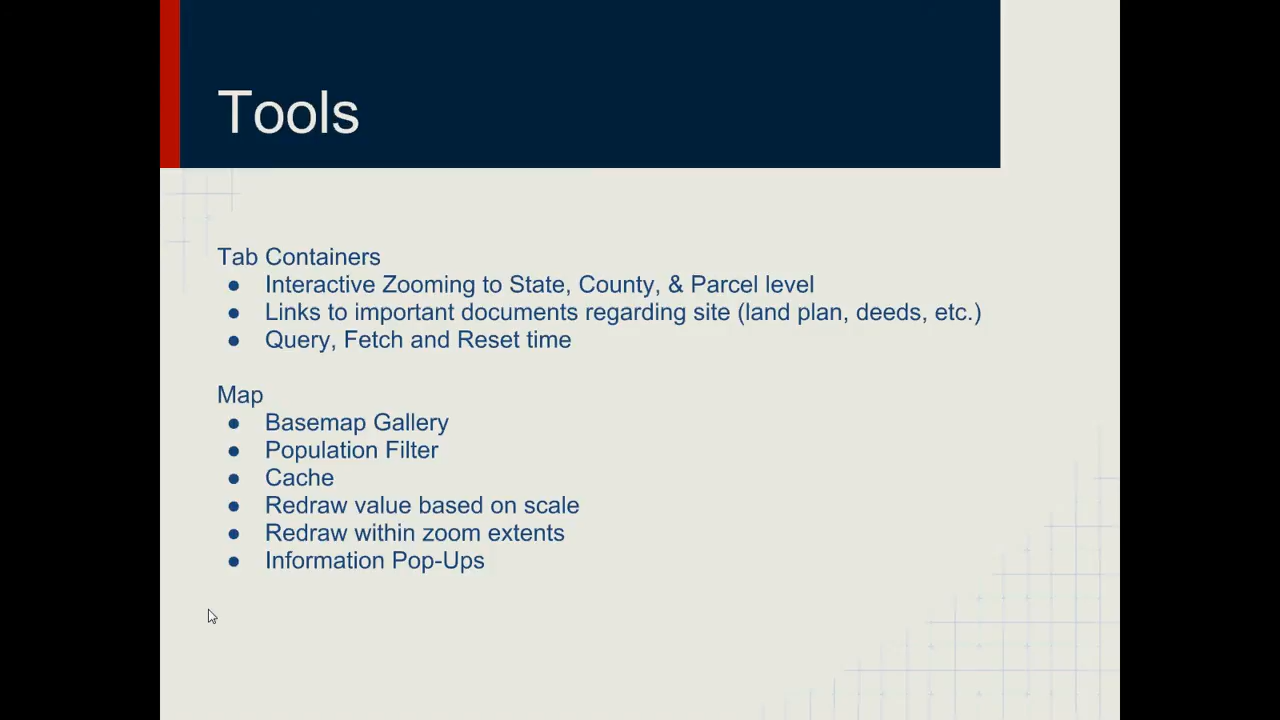 Tools
Tab Containers
● Interactive Zooming to State, County, & Parcel level
● Links to important documents regarding site (land plan, deeds, etc.)
● Query, Fetch and Reset time
Map
● Basemap Gallery
● Population Filter
● Cache
● Redraw value based on scale
● Redraw within zoom extents
● Information Pop-Ups